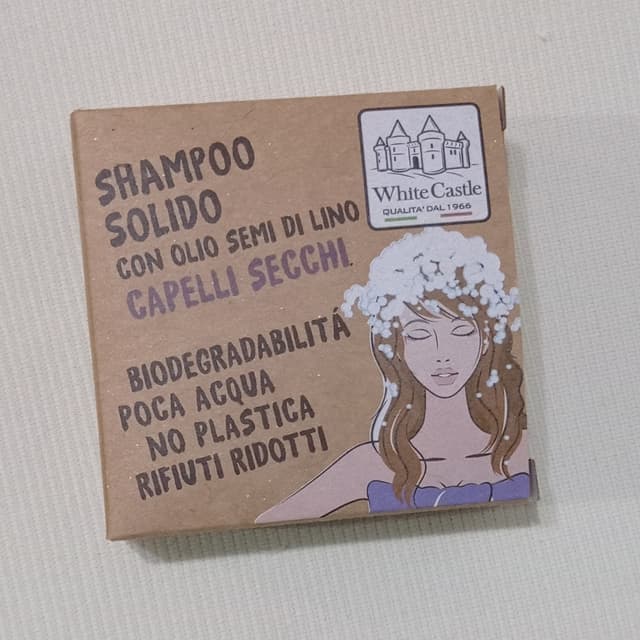 SHAMPOO
SOLIDO
CON OLIO SEMI DI LINO
CAPELLI SECCHI
BIODEGRADABILITÁ
POCA ACQUA
NO PLASTICA
RIFIUTI RIDOTTI
White Castle
QUALITA' DAL 1966